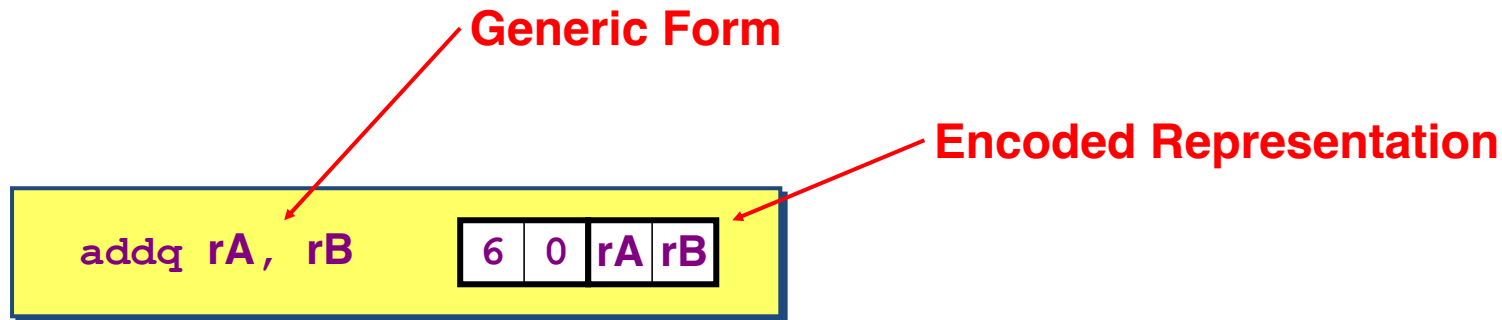 Generic Form
Encoded Representation
addq rA, rB 6 0 rA rB